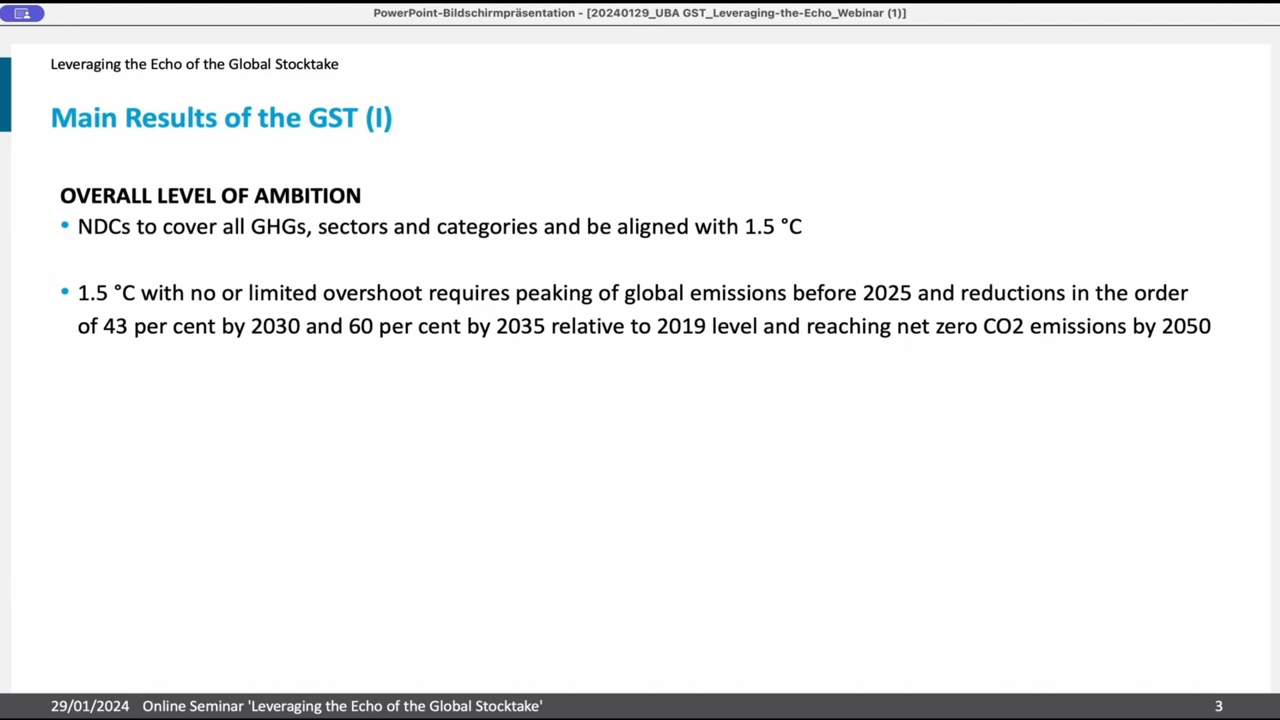 PowerPoint-Bildschirmpräsentation - [20240129_UBA GST_Leveraging-the-Echo_Webinar (1)]
Leveraging the Echo of the Global Stocktake
Main Results of the GST (I)
OVERALL LEVEL OF AMBITION
• NDCs to cover all GHGs, sectors and categories and be aligned with 1.5 °C
• 1.5 °C with no or limited overshoot requires peaking of global emissions before 2025 and reductions in the order
of 43 per cent by 2030 and 60 per cent by 2035 relative to 2019 level and reaching net zero CO2 emissions by 2050
29/01/2024 Online Seminar 'Leveraging the Echo of the Global Stocktake' 3